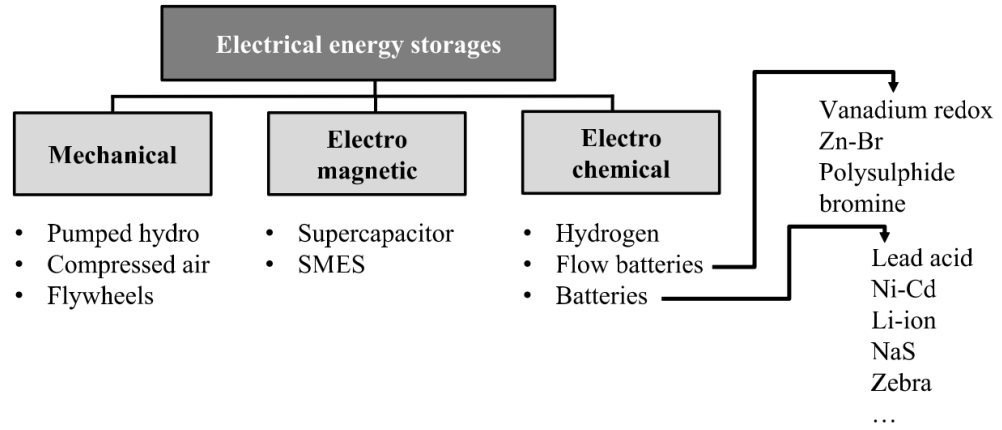 Electrical energy storages
Mechanical
Electro
magnetic
Electro
chemical
• Pumped hydro
• Compressed air
• Flywheels
• Supercapacitor
• SMES
• Hydrogen
• Flow batteries
• Batteries
Vanadium redox
Zn-Br
Polysulphide
bromine
Lead acid
Ni-Cd
Li-ion
NaS
Zebra
…